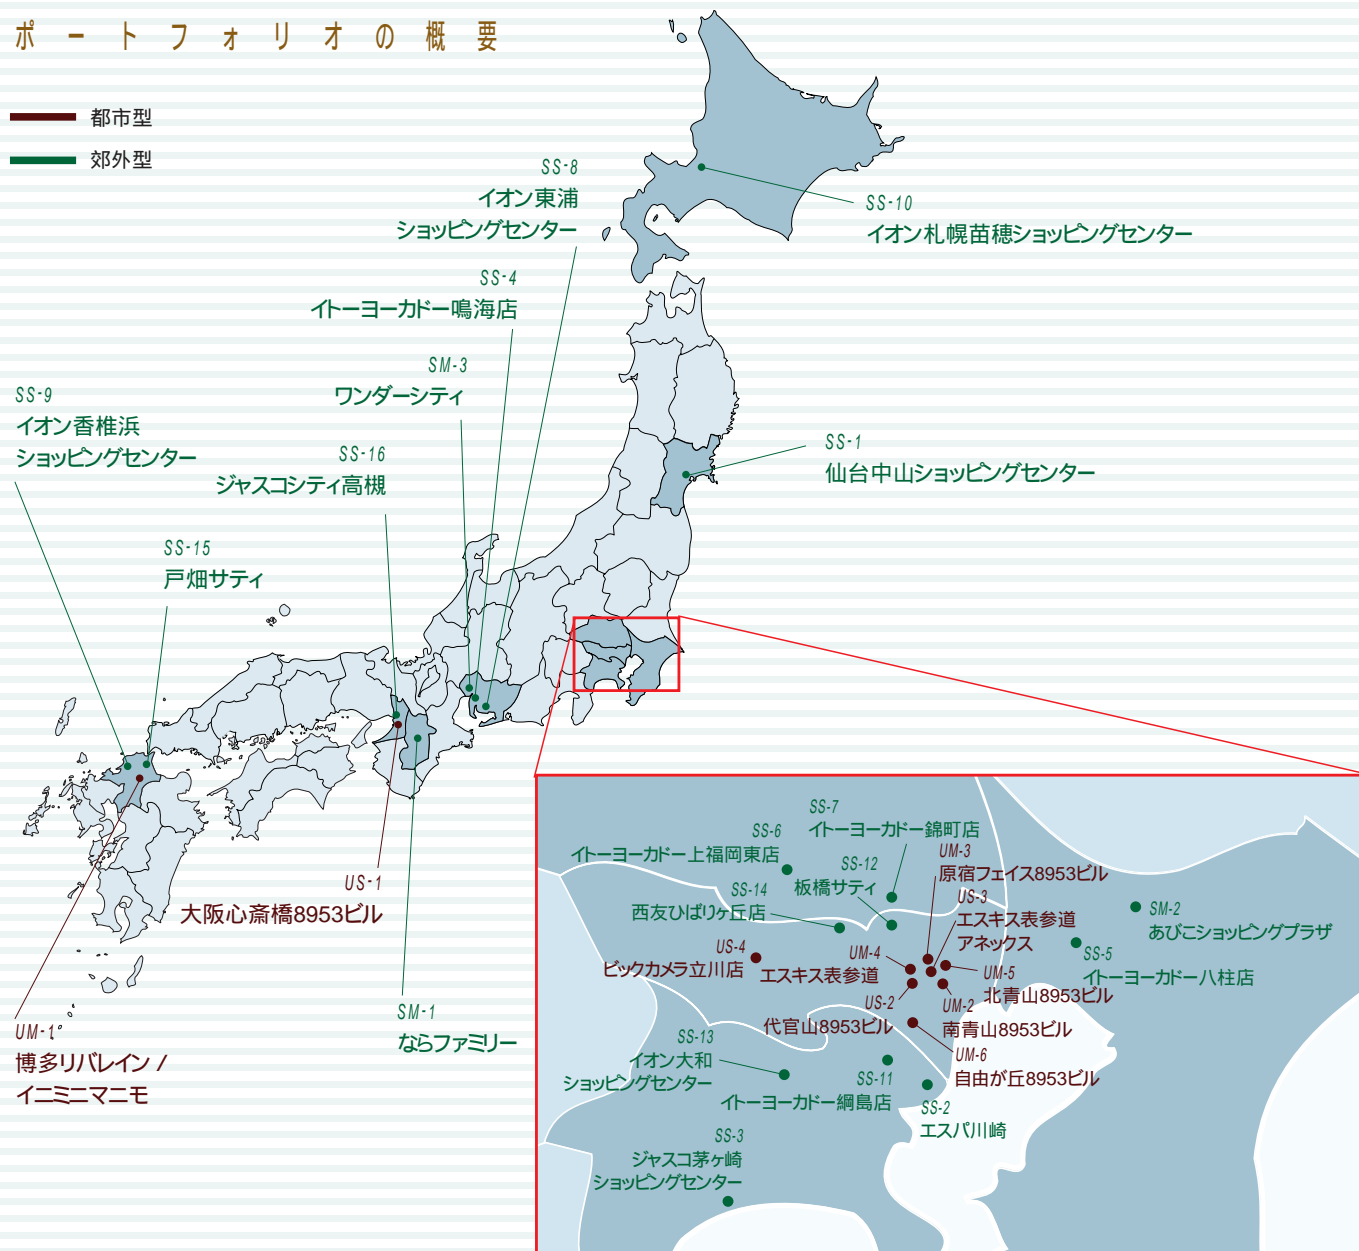 ポートフォリオの概要
都市型
郊外型
SS-8
イオン東浦
ショッピングセンター
SS-10
イオン札幌苗穂ショッピングセンター
SS-4
イトーヨーカドー鳴海店
SM-3
ワンダーシティ
SS-9
イオン香椎浜
ショッピングセンター
SS-16
ジャスコシティ高槻
SS-1
仙台中山ショッピングセンター
SS-15
戸畑サティ
US-1
大阪心斎橋8953ビル
SM-1
ならファミリー
UM-1
博多リバレイン /
イニミニマニモ
SS-7
イトーヨーカドー錦町店
SS-6
イトーヨーカドー上福岡東店
SS-12
板橋サティ
UM-3
原宿フェイス8953ビル
SS-14
西友ひばりヶ丘店
US-3
エスキス表参道
アネックス
SM-2
あびこショッピングプラザ
US-4
ビックカメラ立川店
UM-4
エスキス表参道
SS-5
イトーヨーカドー八柱店
UM-5
北青山8953ビル
US-2
代官山8953ビル
UM-2
南青山8953ビル
SS-13
イオン大和
ショッピングセンター
UM-6
自由が丘8953ビル
SS-11
イトーヨーカドー綱島店
SS-2
エスパ川崎
SS-3
ジャスコ茅ヶ崎
ショッピングセンター